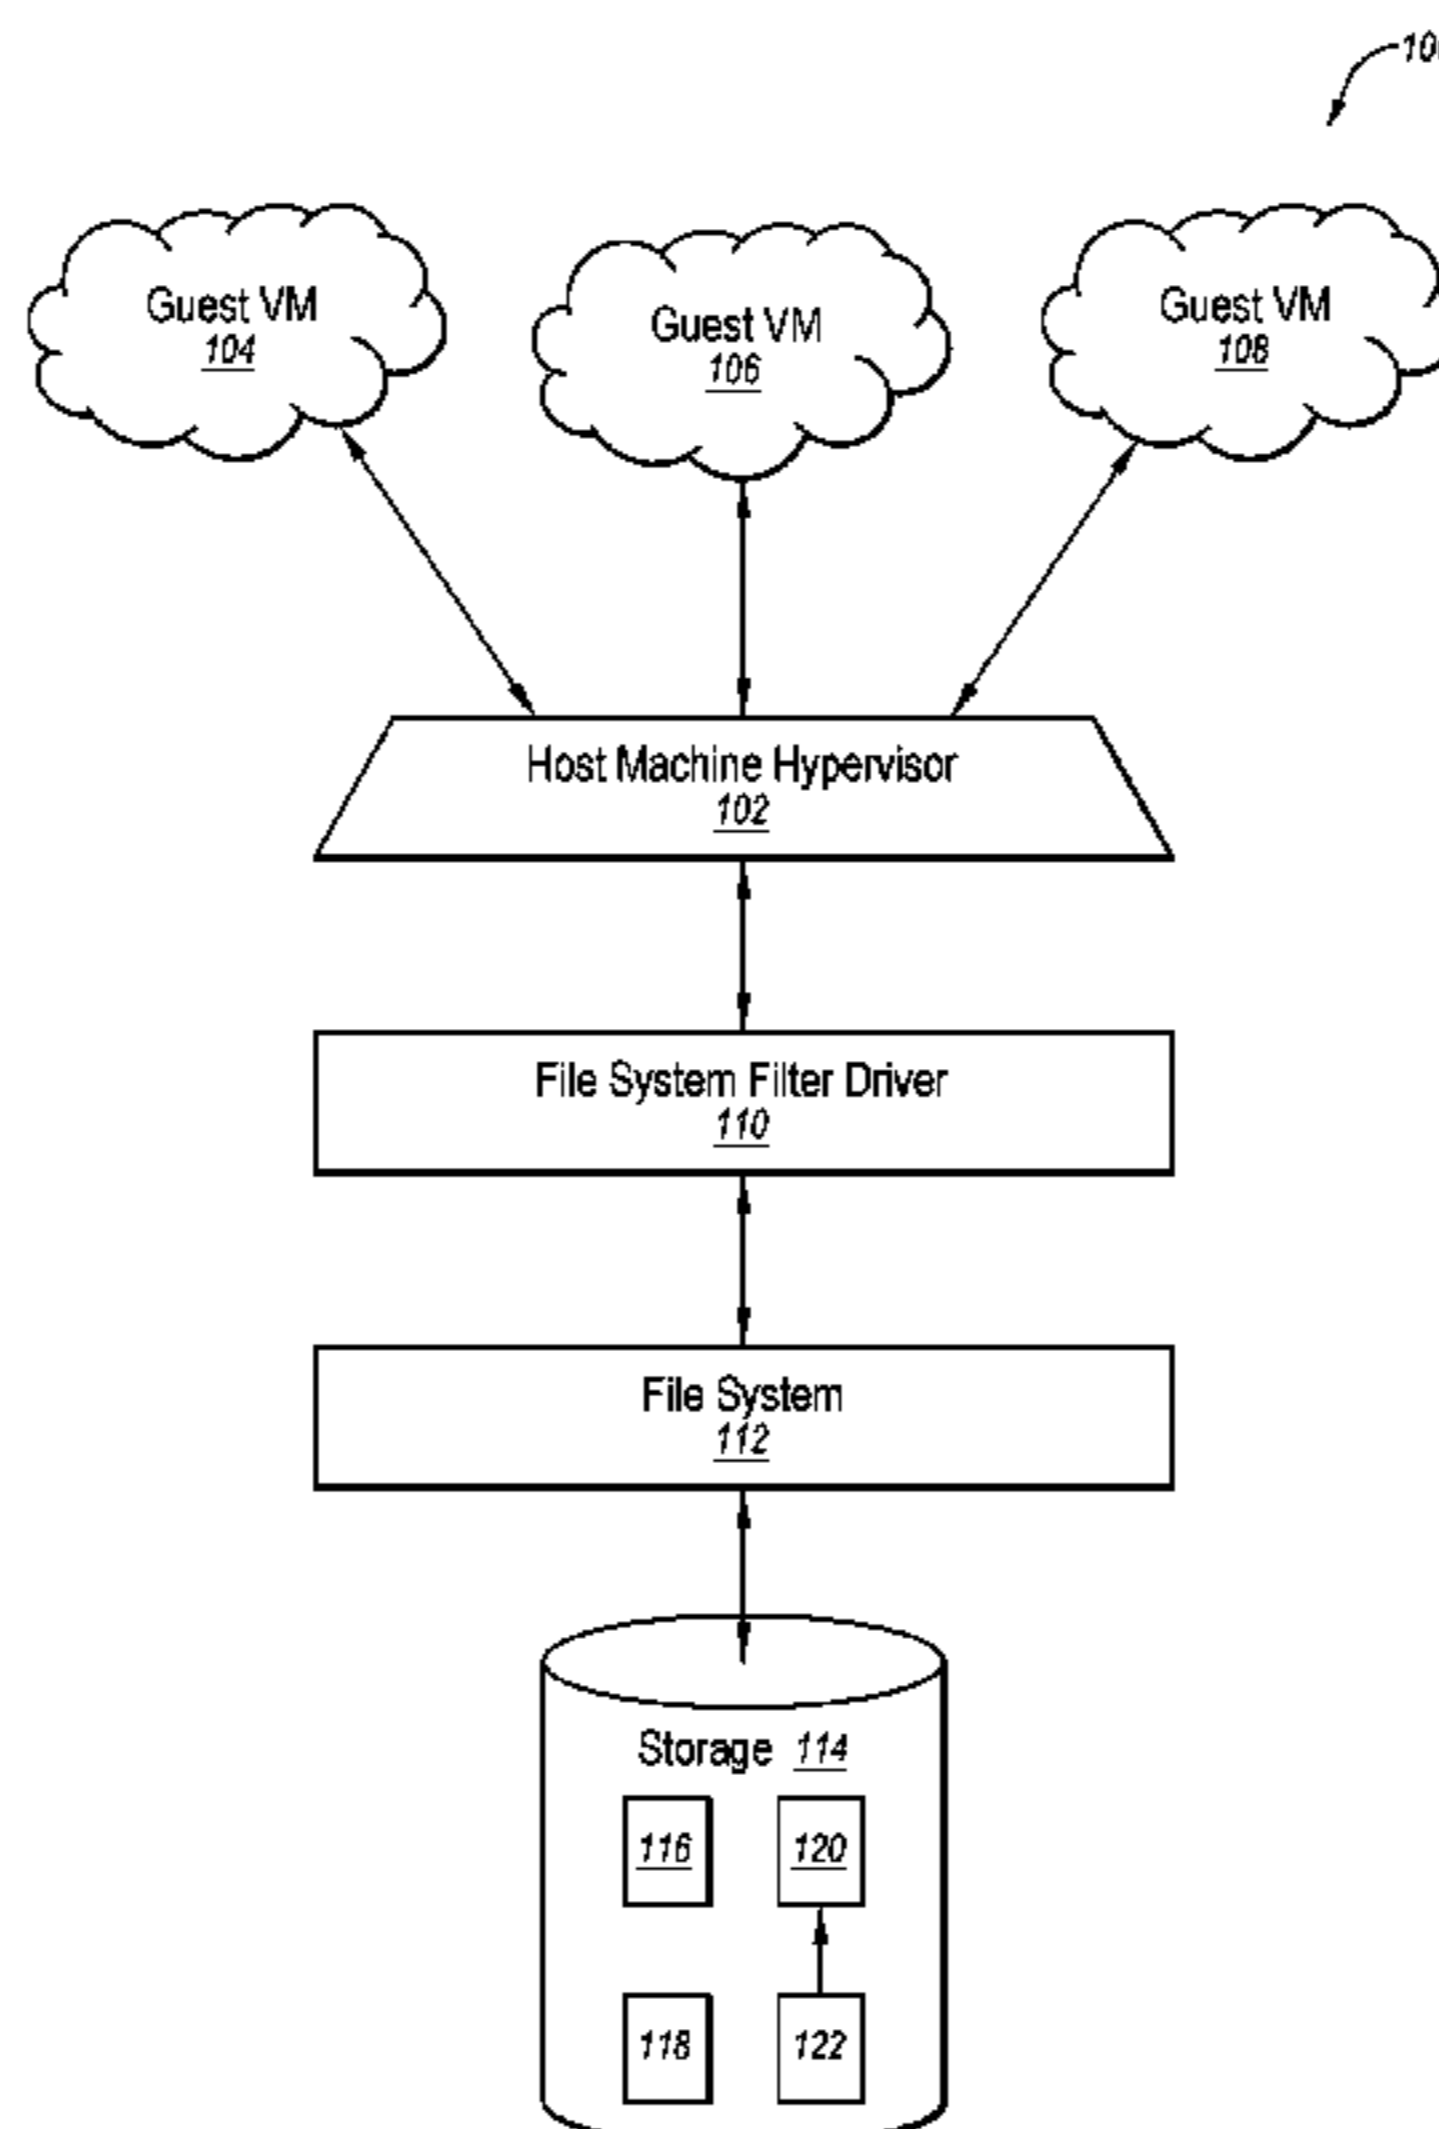 Guest VM
104
Guest VM
106
Guest VM
108
Host Machine Hypervisor
102
File System Filter Driver
110
File System
112
Storage 114
116 120
118 122